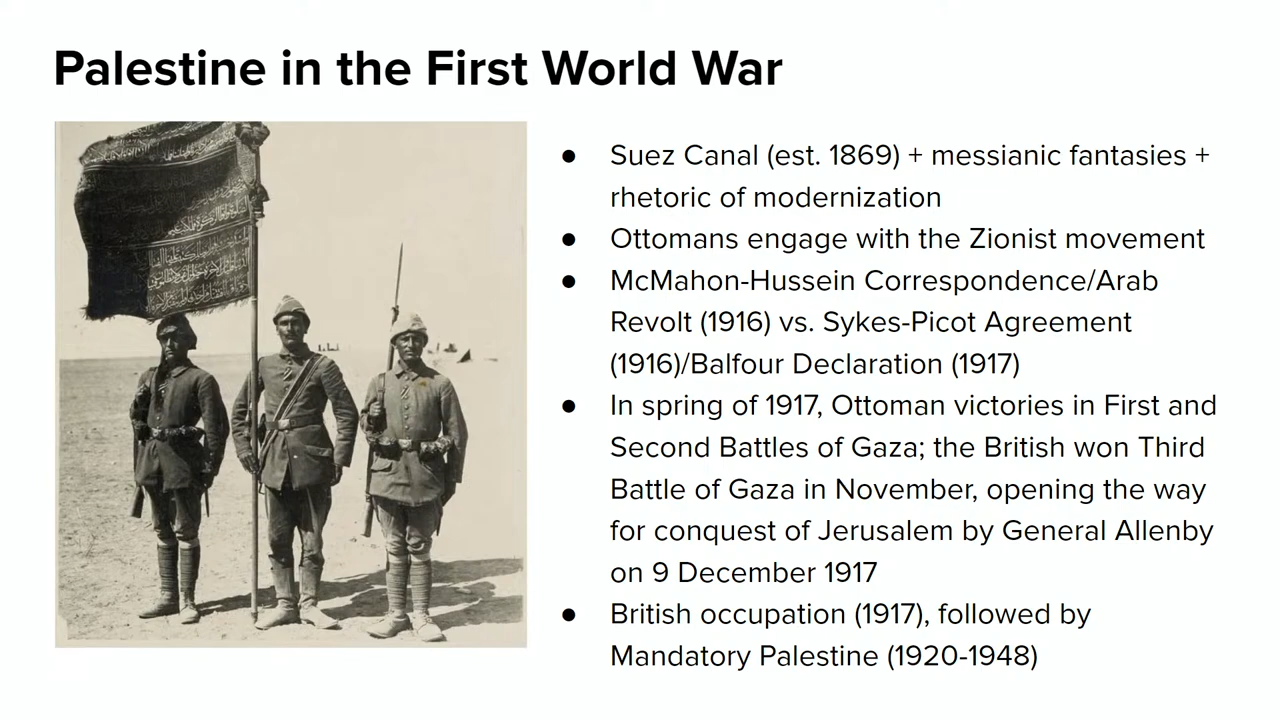 Palestine in the First World War
● Suez Canal (est. 1869) + messianic fantasies +
rhetoric of modernization
● Ottomans engage with the Zionist movement
● McMahon-Hussein Correspondence/Arab
Revolt (1916) vs. Sykes-Picot Agreement
(1916)/Balfour Declaration (1917)
● In spring of 1917, Ottoman victories in First and
Second Battles of Gaza; the British won Third
Battle of Gaza in November, opening the way
for conquest of Jerusalem by General Allenby
on 9 December 1917
● British occupation (1917), followed by
Mandatory Palestine (1920-1948)